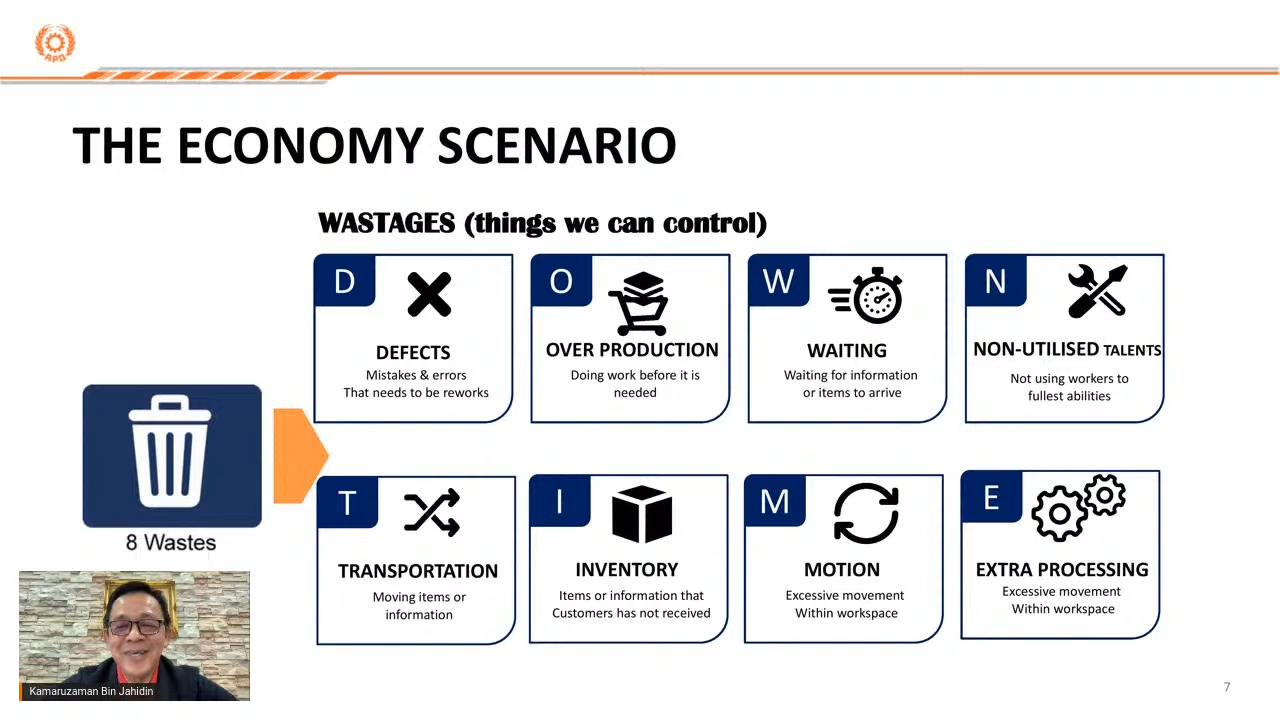 APO
THE ECONOMY SCENARIO
WASTAGES (things we can control)
D
DEFECTS
Mistakes & errors
That needs to be reworks
O
OVER PRODUCTION
Doing work before it is
needed
W
WAITING
Waiting for information
or items to arrive
N
NON-UTILISED TALENTS
Not using workers to
fullest abilities
8 Wastes
T
TRANSPORTATION
Moving items or
information
I
INVENTORY
Items or information that
Customers has not received
M
MOTION
Excessive movement
Within workspace
E
EXTRA PROCESSING
Excessive movement
Within workspace
Kamaruzaman Bin Jahidin
7